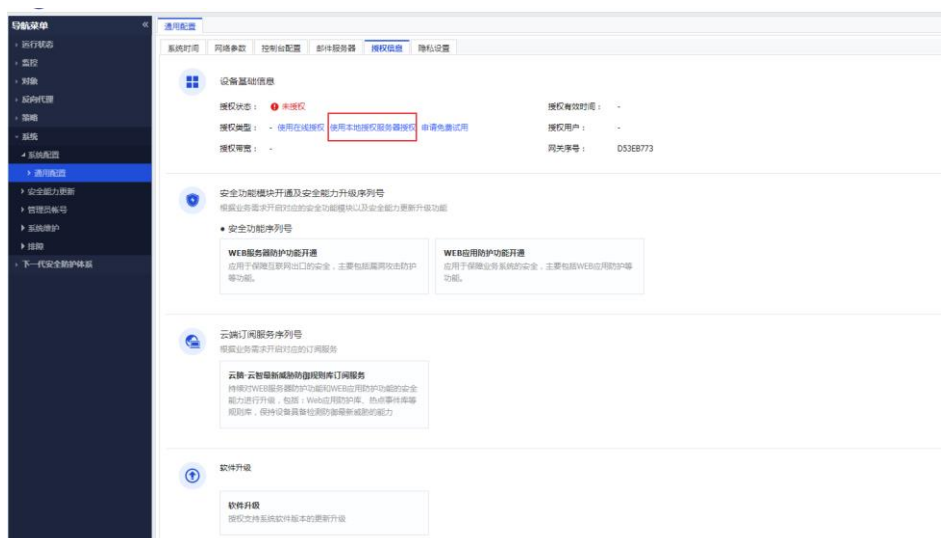 导航菜单 «
运行状态
监控
对象
反向代理
策略
系统
系统配置
通用配置
安全能力更新
管理员帐号
系统维护
排障
下一代安全防护体系
通用配置
系统时间 网络参数 控制台配置 邮件服务器 授权信息 隐私设置
设备基础信息
授权状态： 未授权 授权有效时间： -
授权类型： - 使用在线授权 使用本地授权服务器授权 申请免费试用 授权用户： -
授权带宽： - 网关序号： D53EB773
安全功能模块开通及安全能力升级序列号
根据业务需求开启对应的安全功能模块以及安全能力更新升级功能
• 安全功能序列号
WEB服务器防护功能开通
应用于保障互联网出口的安全，主要包括漏洞攻击防护
等功能。
WEB应用防护功能开通
应用于保障业务系统的安全，主要包括WEB应用防护等
功能。
云端订阅服务序列号
根据业务需求开启对应的订阅服务
云脑-云智最新威胁防御规则库订阅服务
持续对WEB服务器防护功能和WEB应用防护功能的安全
能力进行升级，包括：Web应用防护库、热点事件库等
规则库，保持设备具备检测防御最新威胁的能力
软件升级
软件升级
授权支持系统软件版本的更新升级